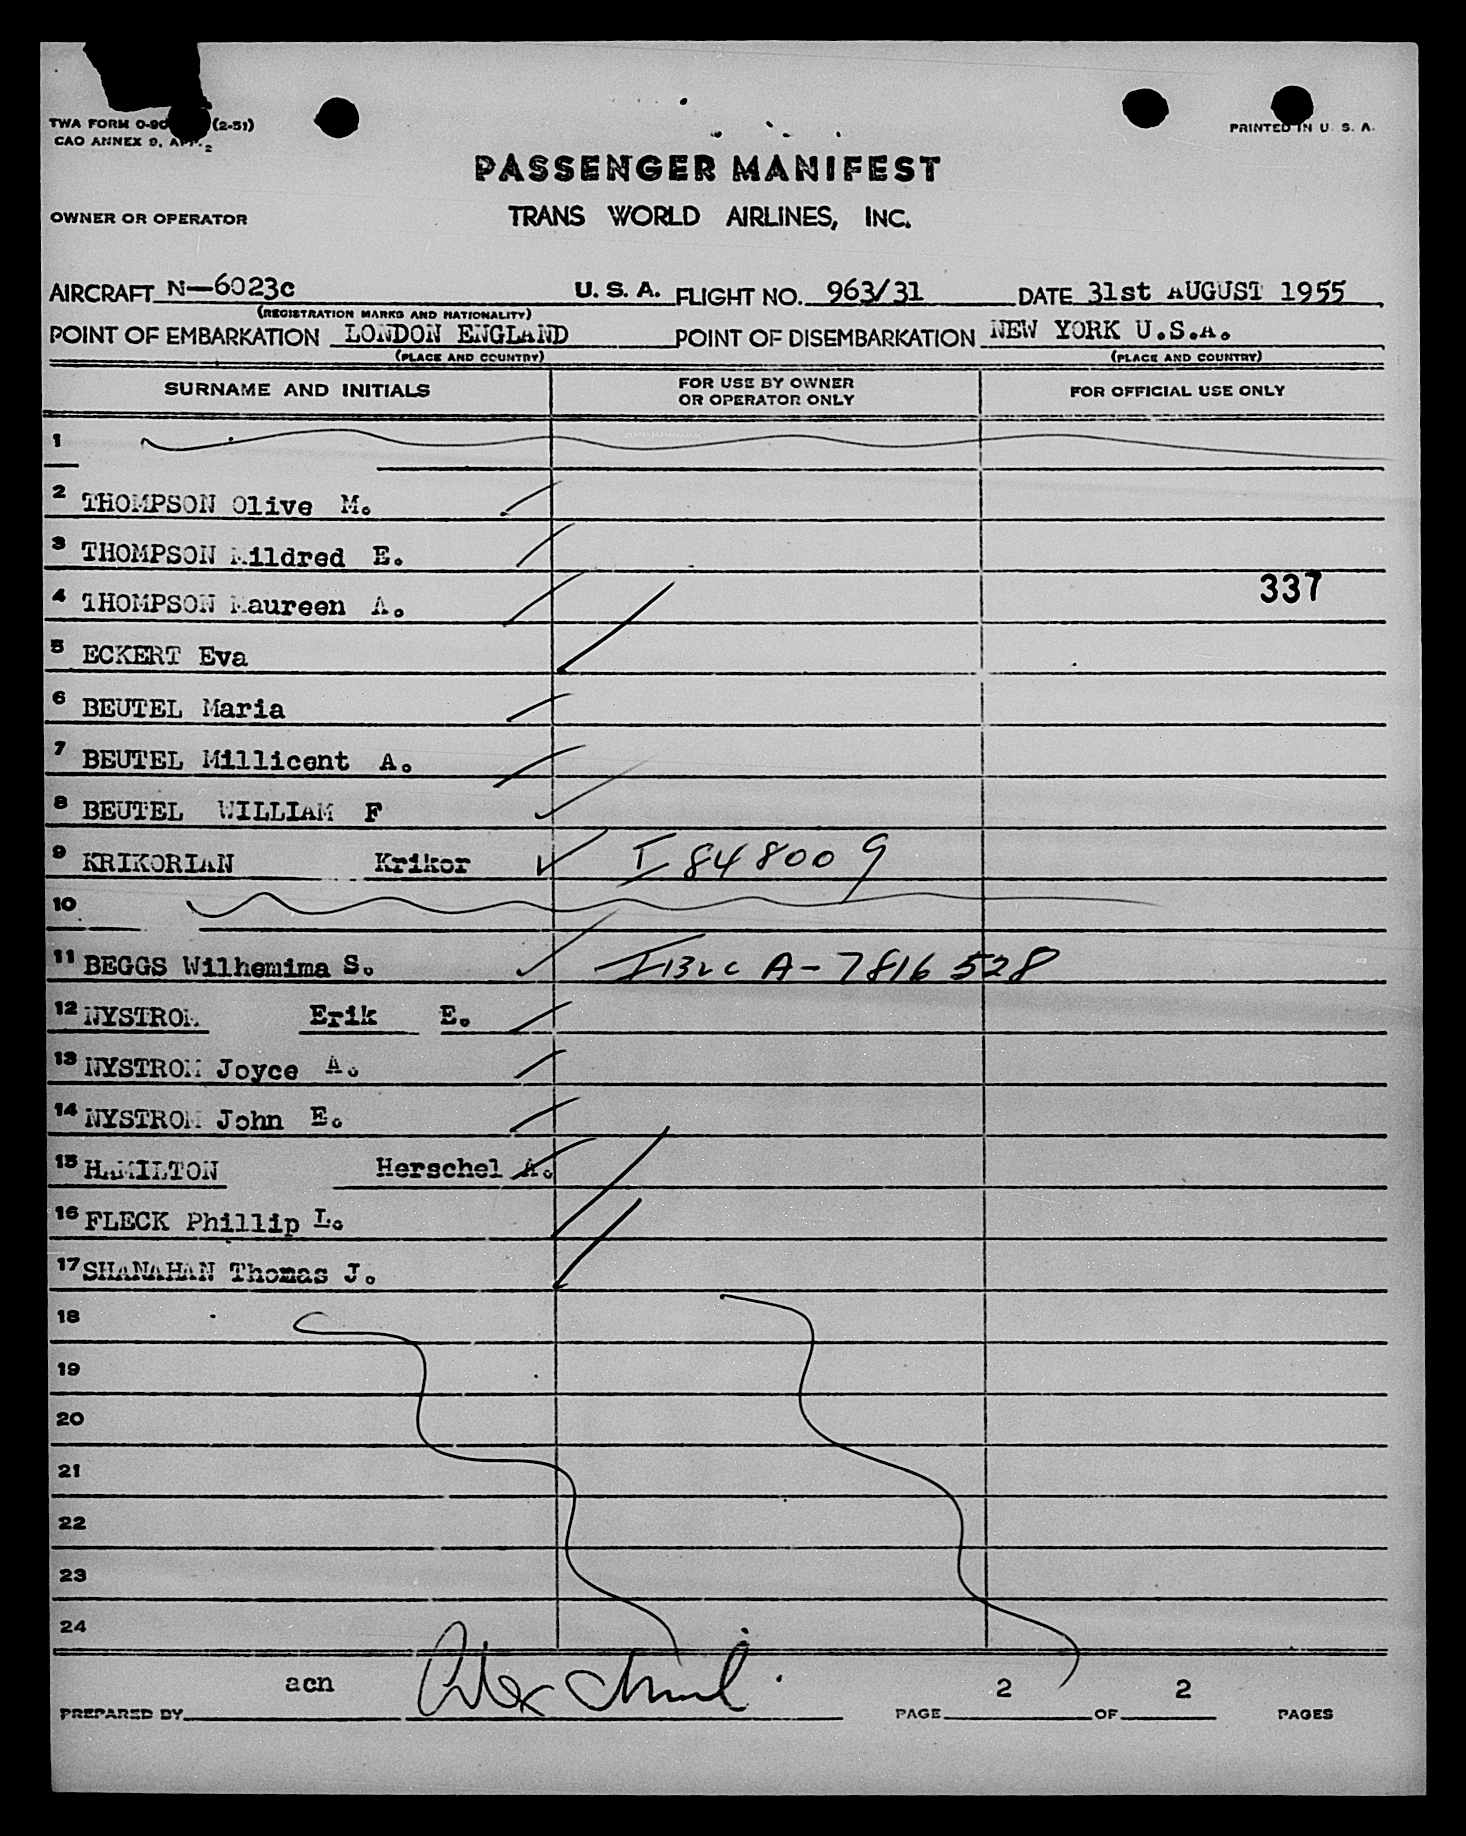 TWA FORM 0-90 (2-51)
CAO ANNEX 9, APP. 2
PRINTED IN U. S. A.
PASSENGER MANIFEST
OWNER OR OPERATOR TRANS WORLD AIRLINES, INC.
AIRCRAFT N-6023c U. S. A. FLIGHT NO. 963/31 DATE 31st AUGUST 1955
(REGISTRATION MARKS AND NATIONALITY)
POINT OF EMBARKATION LONDON ENGLAND POINT OF DISEMBARKATION NEW YORK U.S.A.
(PLACE AND COUNTRY) (PLACE AND COUNTRY)
SURNAME AND INITIALS FOR USE BY OWNER OR OPERATOR ONLY FOR OFFICIAL USE ONLY
1
2 THOMPSON Olive M.
3 THOMPSON Mildred E.
4 THOMPSON Maureen A. 337
5 ECKERT Eva
6 BEUTEL Maria
7 BEUTEL Millicent A.
8 BEUTEL WILLIAM F
9 KRIKORIAN Krikor I 848009
10
11 BEGGS Wilhemima S. A-7816528
12 NYSTROM Erik E.
13 NYSTROM Joyce A.
14 NYSTROM John E.
15 HAMILTON Herschel A.
16 FLECK Phillip L.
17 SHANAHAN Thomas J.
18
19
20
21
22
23
24
PREPARED BY acn PAGE 2 OF 2 PAGES